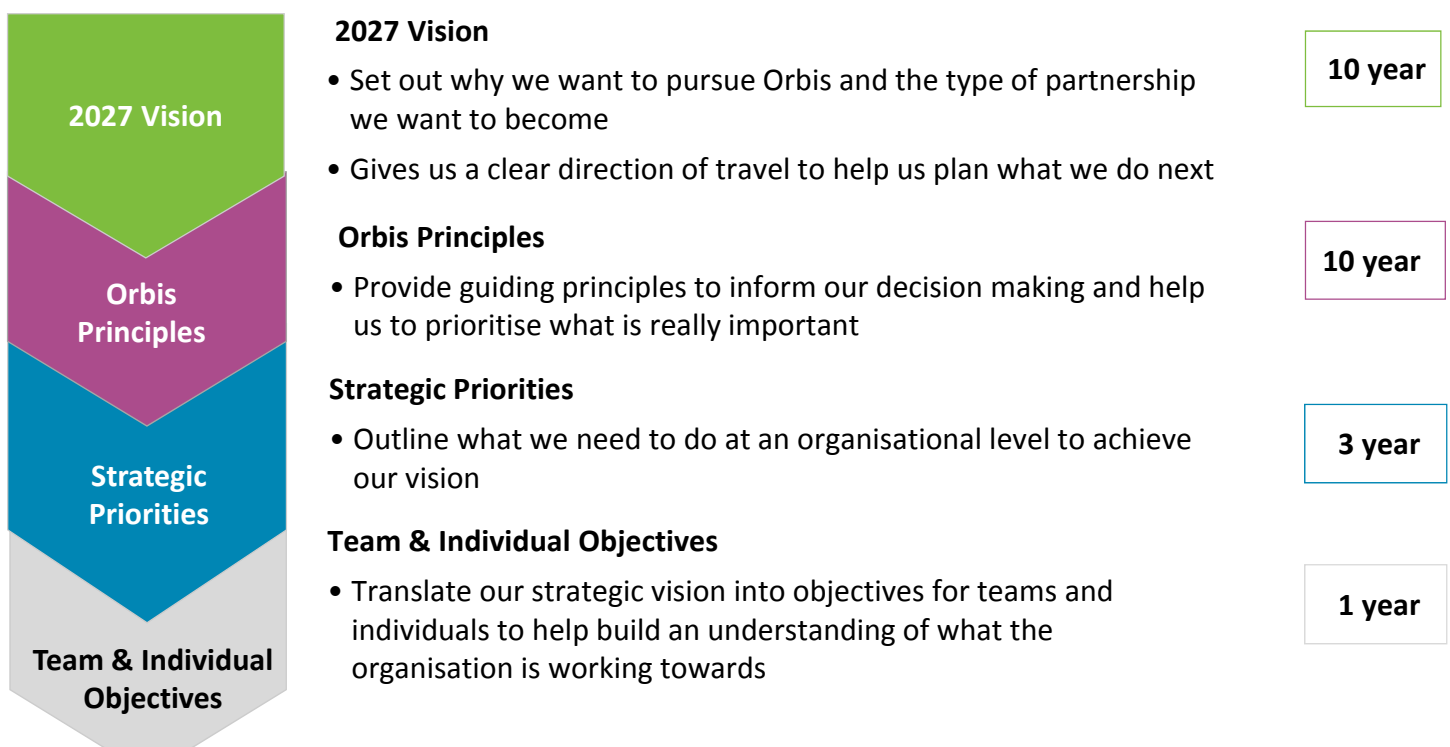 2027 Vision
2027 Vision
• Set out why we want to pursue Orbis and the type of partnership
we want to become
• Gives us a clear direction of travel to help us plan what we do next
10 year
Orbis
Principles
Orbis Principles
• Provide guiding principles to inform our decision making and help
us to prioritise what is really important
10 year
Strategic
Priorities
Strategic Priorities
• Outline what we need to do at an organisational level to achieve
our vision
3 year
Team & Individual
Objectives
Team & Individual Objectives
• Translate our strategic vision into objectives for teams and
individuals to help build an understanding of what the
organisation is working towards
1 year